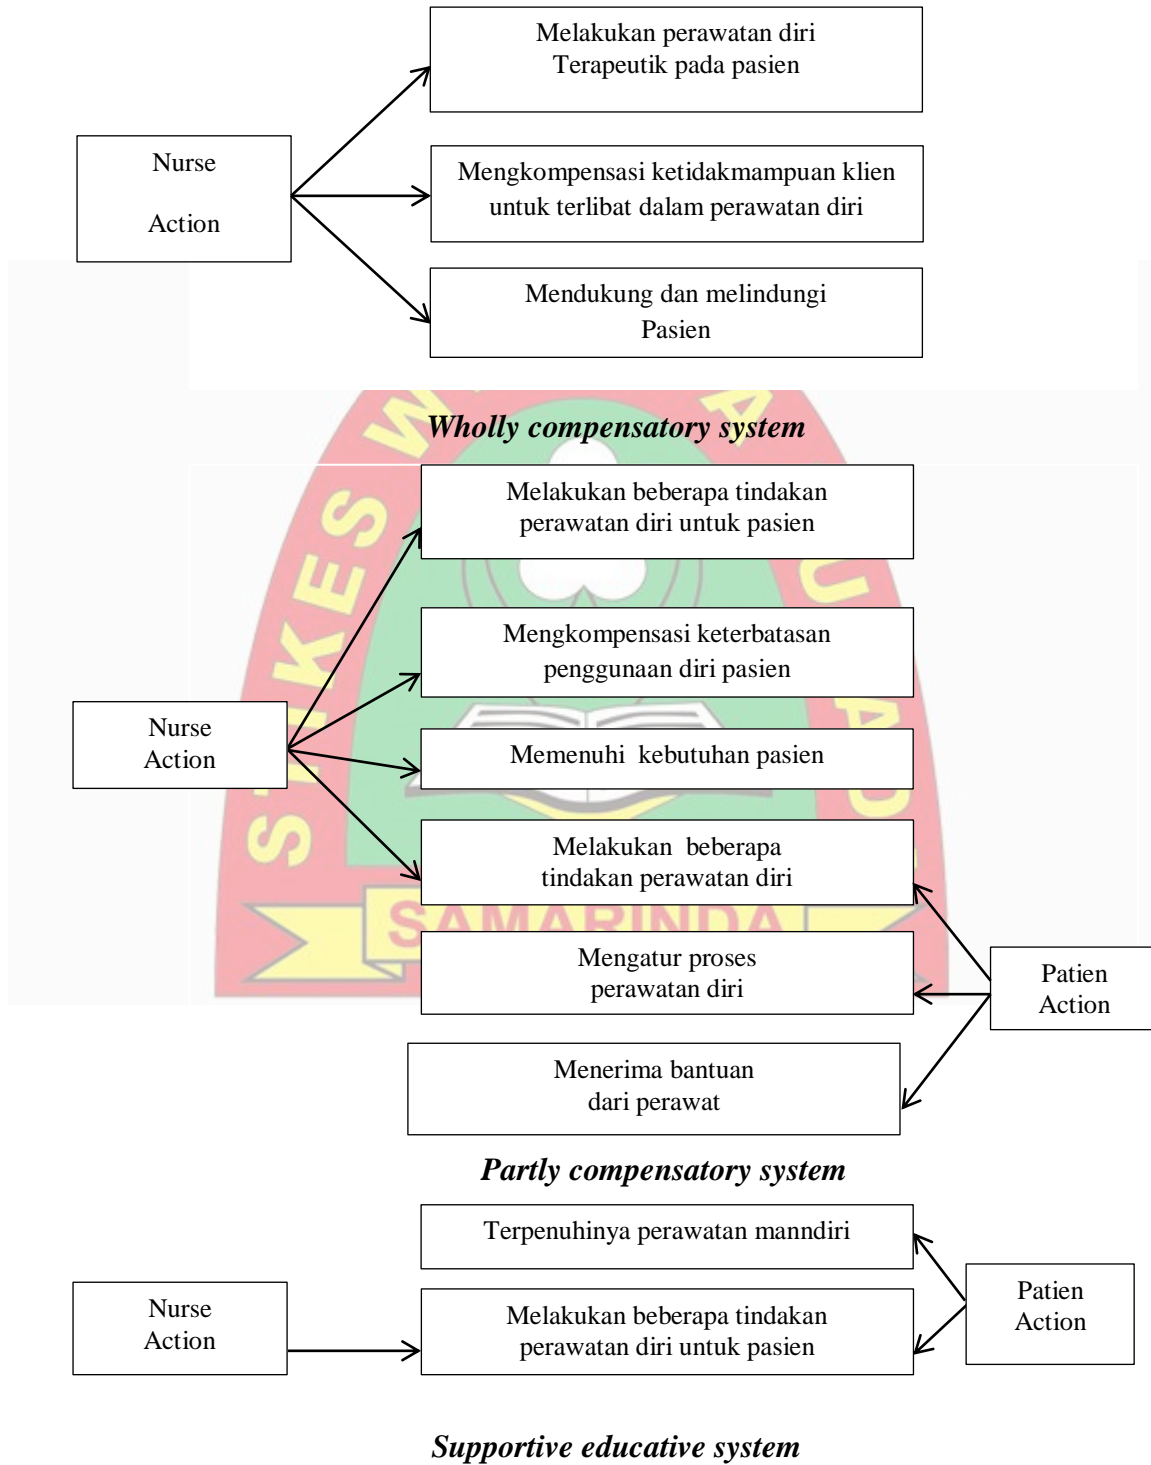 Melakukan perawatan diri
Terapeutik pada pasien
Nurse
Action
Mengkompensasi ketidakmampuan klien
untuk terlibat dalam perawatan diri
Mendukung dan melindungi
Pasien
Wholly compensatory system
Melakukan beberapa tindakan
perawatan diri untuk pasien
Mengkompensasi keterbatasan
penggunaan diri pasien
Nurse
Action
Memenuhi kebutuhan pasien
Melakukan beberapa
tindakan perawatan diri
Mengatur proses
perawatan diri
Patien
Action
Menerima bantuan
dari perawat
Partly compensatory system
Terpenuhinya perawatan manndiri
Nurse
Action
Melakukan beberapa tindakan
perawatan diri untuk pasien
Patien
Action
Supportive educative system
STIKES W
SAMARINDA